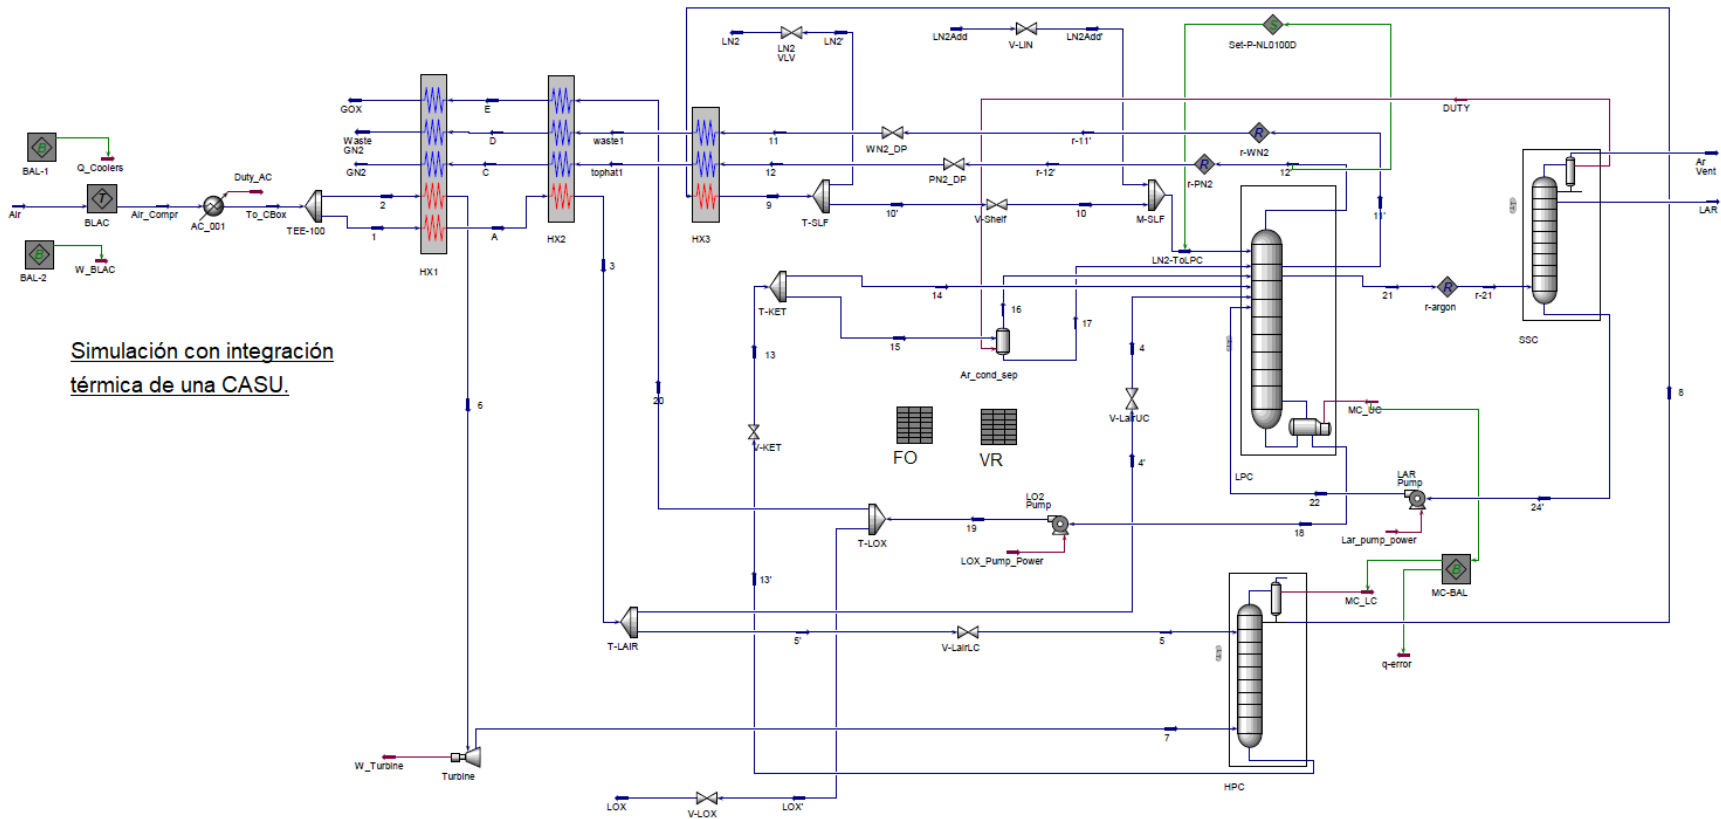 LN2
LN2
VLV
LN2'
LN2Add
V-LIN
LN2Add'
Set-P-NL0100D
DUTY
GOX
E
Waste
GN2
D
waste1
11
WN2_DP
r-11'
r-WN2
GN2
C
tophat1
12
PN2_DP
r-12'
r-PN2
12'
11'
Ar
Vent
LAR
BAL-1
Q_Coolers
Air
BLAC
Air_Compr
Duty_AC
AC_001
To_CBox
TEE-100
2
1
A
HX1
HX2
HX3
9
T-SLF
10'
V-Shelf
10
M-SLF
LN2-ToLPC
BAL-2
W_BLAC
3
T-KET
14
15
16
17
Ar_cond_sep
21
r-argon
r-21
SSC
Simulación con integración
térmica de una CASU.
13
4
V-LairUC
4'
6
20
8
V-KET
FO
VR
MC_UC
LPC
22
LAR
Pump
24'
Lar_pump_power
LO2
Pump
19
18
T-LOX
LOX_Pump_Power
13'
MC_LC
MC-BAL
q-error
T-LAIR
5'
V-LairLC
5
7
W_Turbine
Turbine
HPC
LOX
V-LOX
LOX'